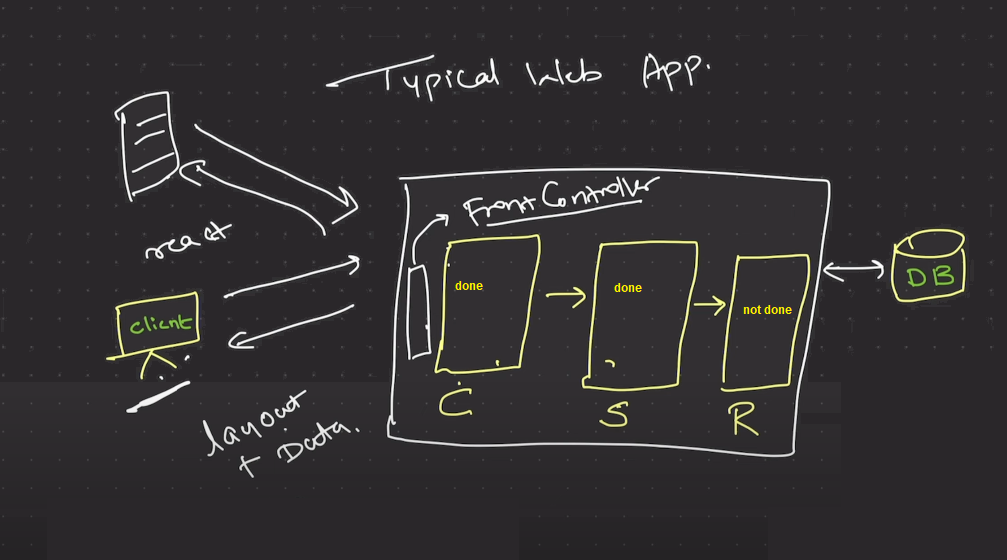 Typical Web App.
Front Controller
react
done
done
not done
DB
client
C
S
R
layout
+ Data.